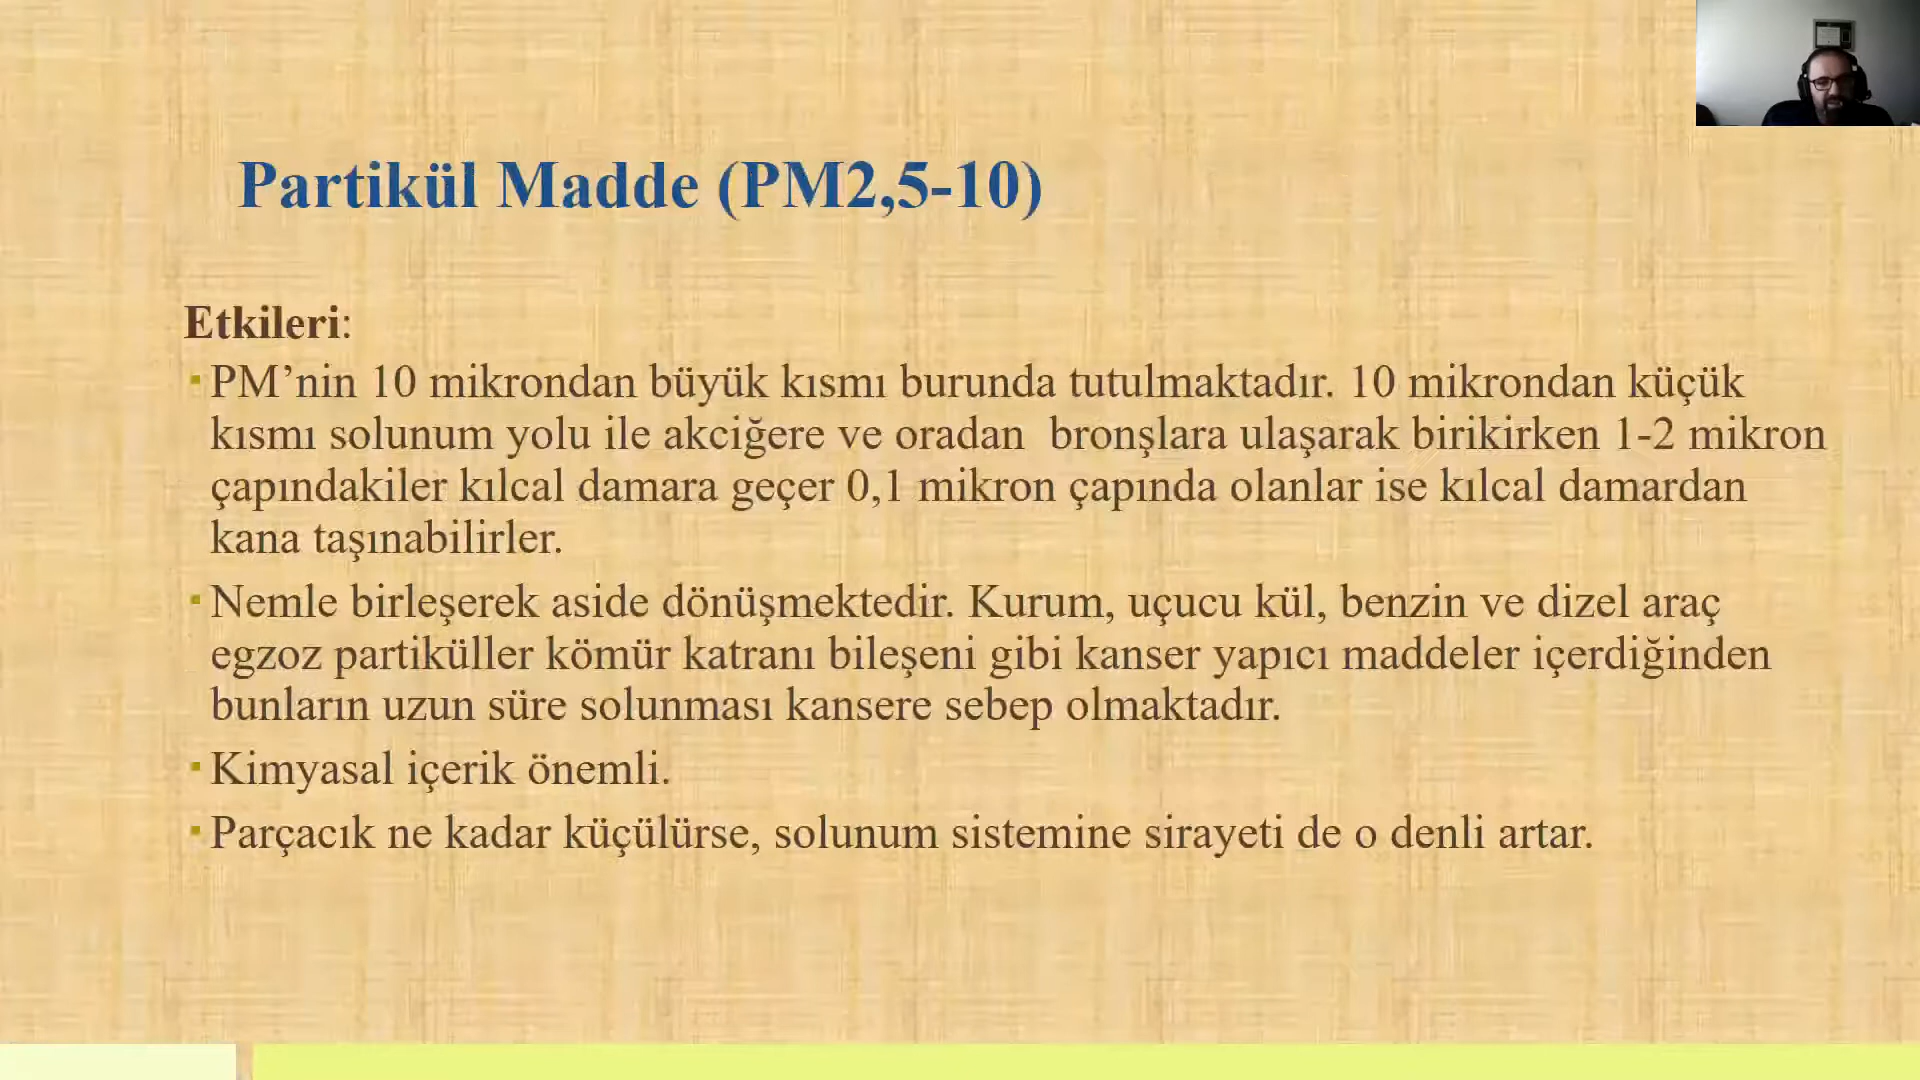 Partikül Madde (PM2,5-10)
Etkileri:
▪ PM’nin 10 mikrondan büyük kısmı burunda tutulmaktadır. 10 mikrondan küçük
kısmı solunum yolu ile akciğere ve oradan  bronşlara ulaşarak birikirken 1-2 mikron
çapındakiler kılcal damara geçer 0,1 mikron çapında olanlar ise kılcal damardan
kana taşınabilirler.
▪ Nemle birleşerek aside dönüşmektedir. Kurum, uçucu kül, benzin ve dizel araç
egzoz partiküller kömür katranı bileşeni gibi kanser yapıcı maddeler içerdiğinden
bunların uzun süre solunması kansere sebep olmaktadır.
▪ Kimyasal içerik önemli.
▪ Parçacık ne kadar küçülürse, solunum sistemine sirayeti de o denli artar.